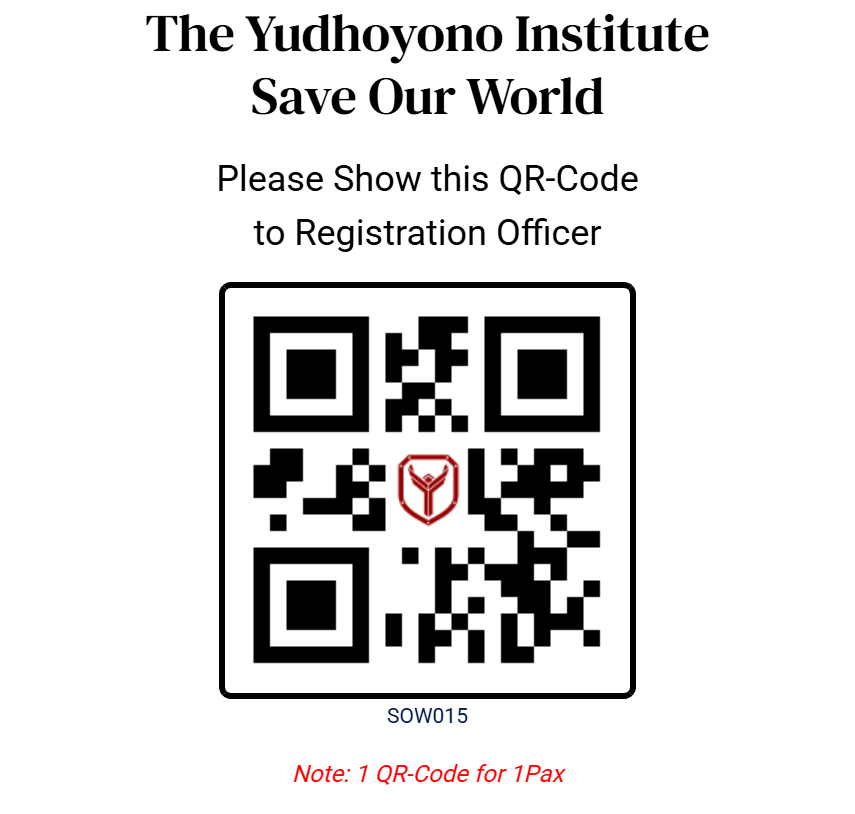 The Yudhoyono Institute
Save Our World
Please Show this QR-Code
to Registration Officer
SOW015
Note: 1 QR-Code for 1Pax